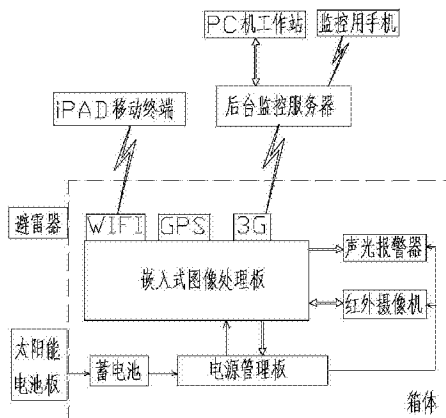 PC机工作站
监控用手机
iPAD移动终端
后台监控服务器
避雷器
WIFI
GPS
3G
嵌入式图像处理板
声光报警器
红外摄像机
太阳能
电池板
蓄电池
电源管理板
箱体